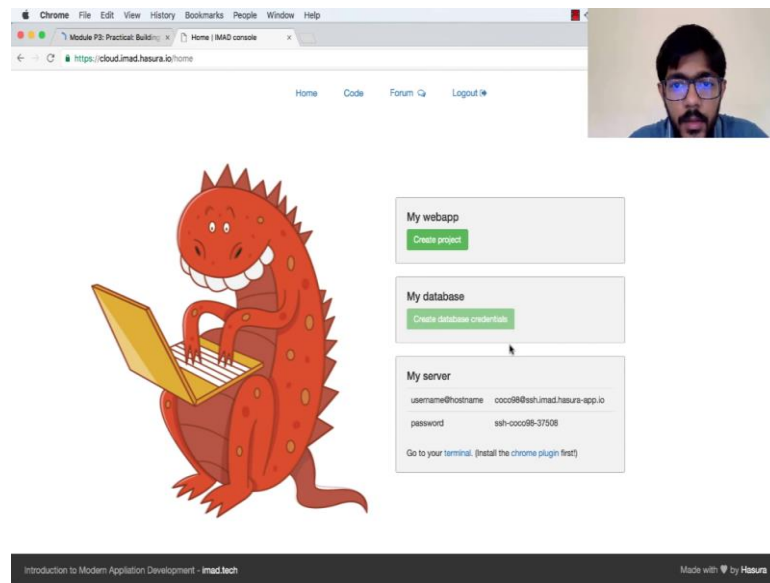 Chrome File Edit View History Bookmarks People Window Help
Module P3: Practical: Building
Home | IMAD console
https://cloud.imad.hasura.io/home
Home Code Forum Logout
My webapp
Create project
My database
Create database credentials
My server
username@hostname coco98@ssh.imad.hasura-app.io
password ssh-coco98-37508
Go to your terminal. (Install the chrome plugin first!)
Introduction to Modern Appliation Development - imad.tech
Made with by Hasura